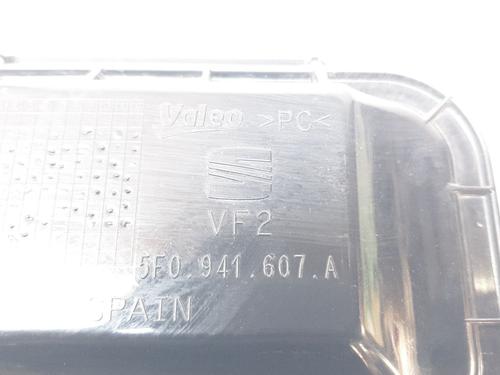 Valeo >PC<
VF2
5F0.941.607.A
SPAIN